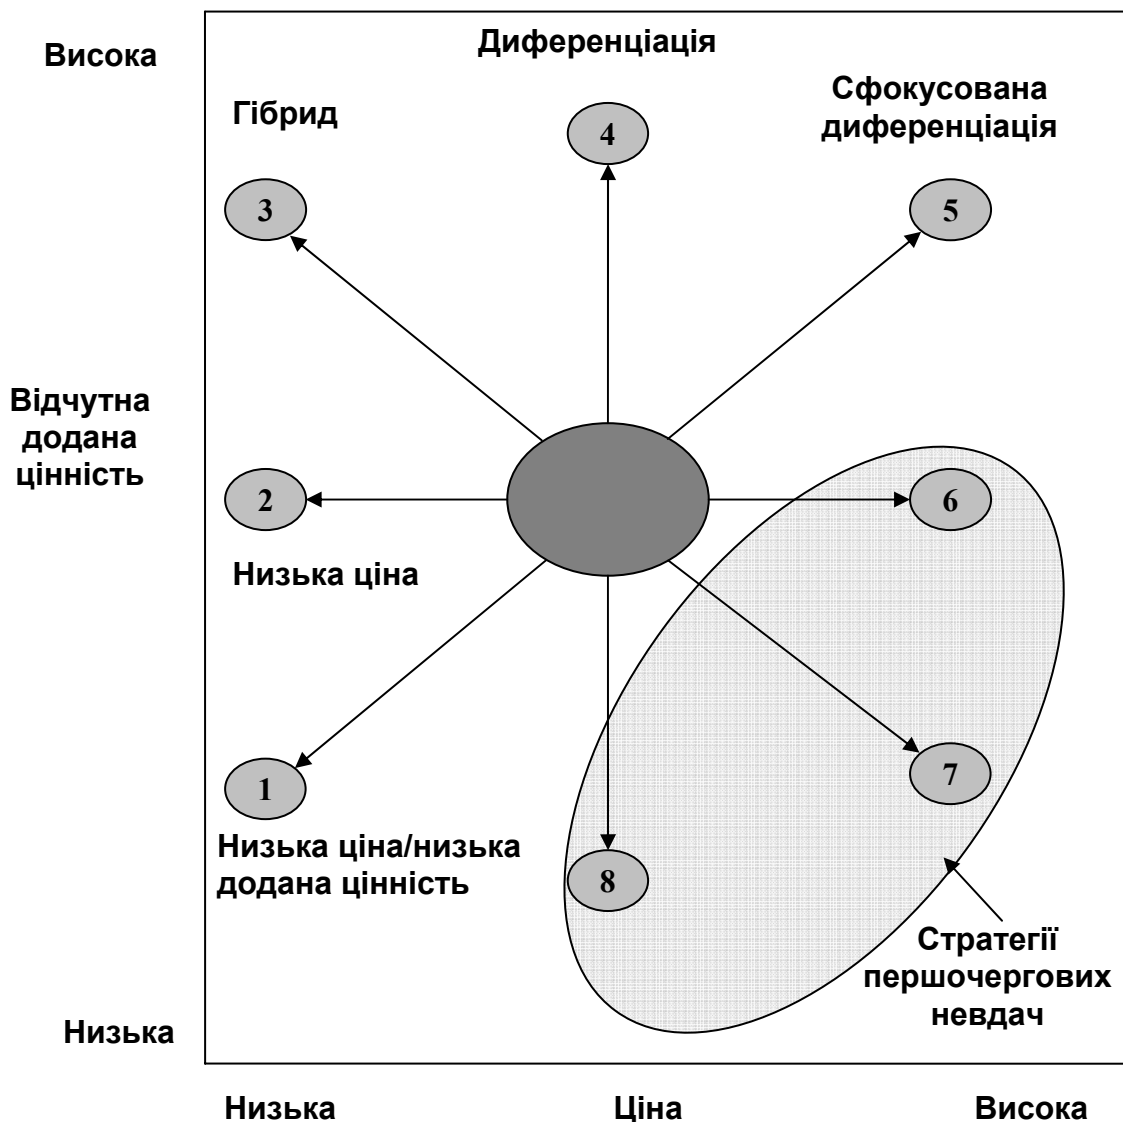 Диференціація
Висока
Сфокусована
диференціація
Гібрид
4
3
5
Відчутна
додана
цінність
2
6
Низька ціна
7
1
Низька ціна/низька
додана цінність
8
Стратегії
першочергових
невдач
Низька
Низька
Ціна
Висока